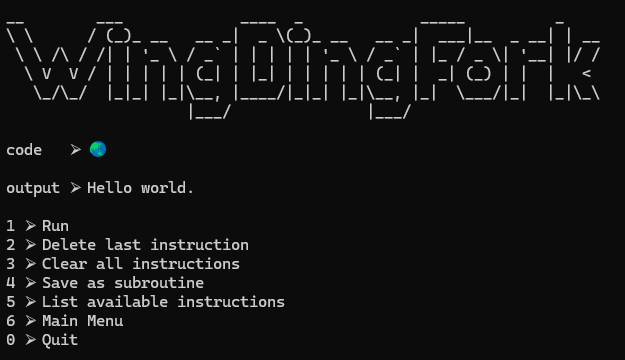 WingDingFork
code ➢ 🌏
output ➢ Hello world.
1 ➢ Run
2 ➢ Delete last instruction
3 ➢ Clear all instructions
4 ➢ Save as subroutine
5 ➢ List available instructions
6 ➢ Main Menu
0 ➢ Quit